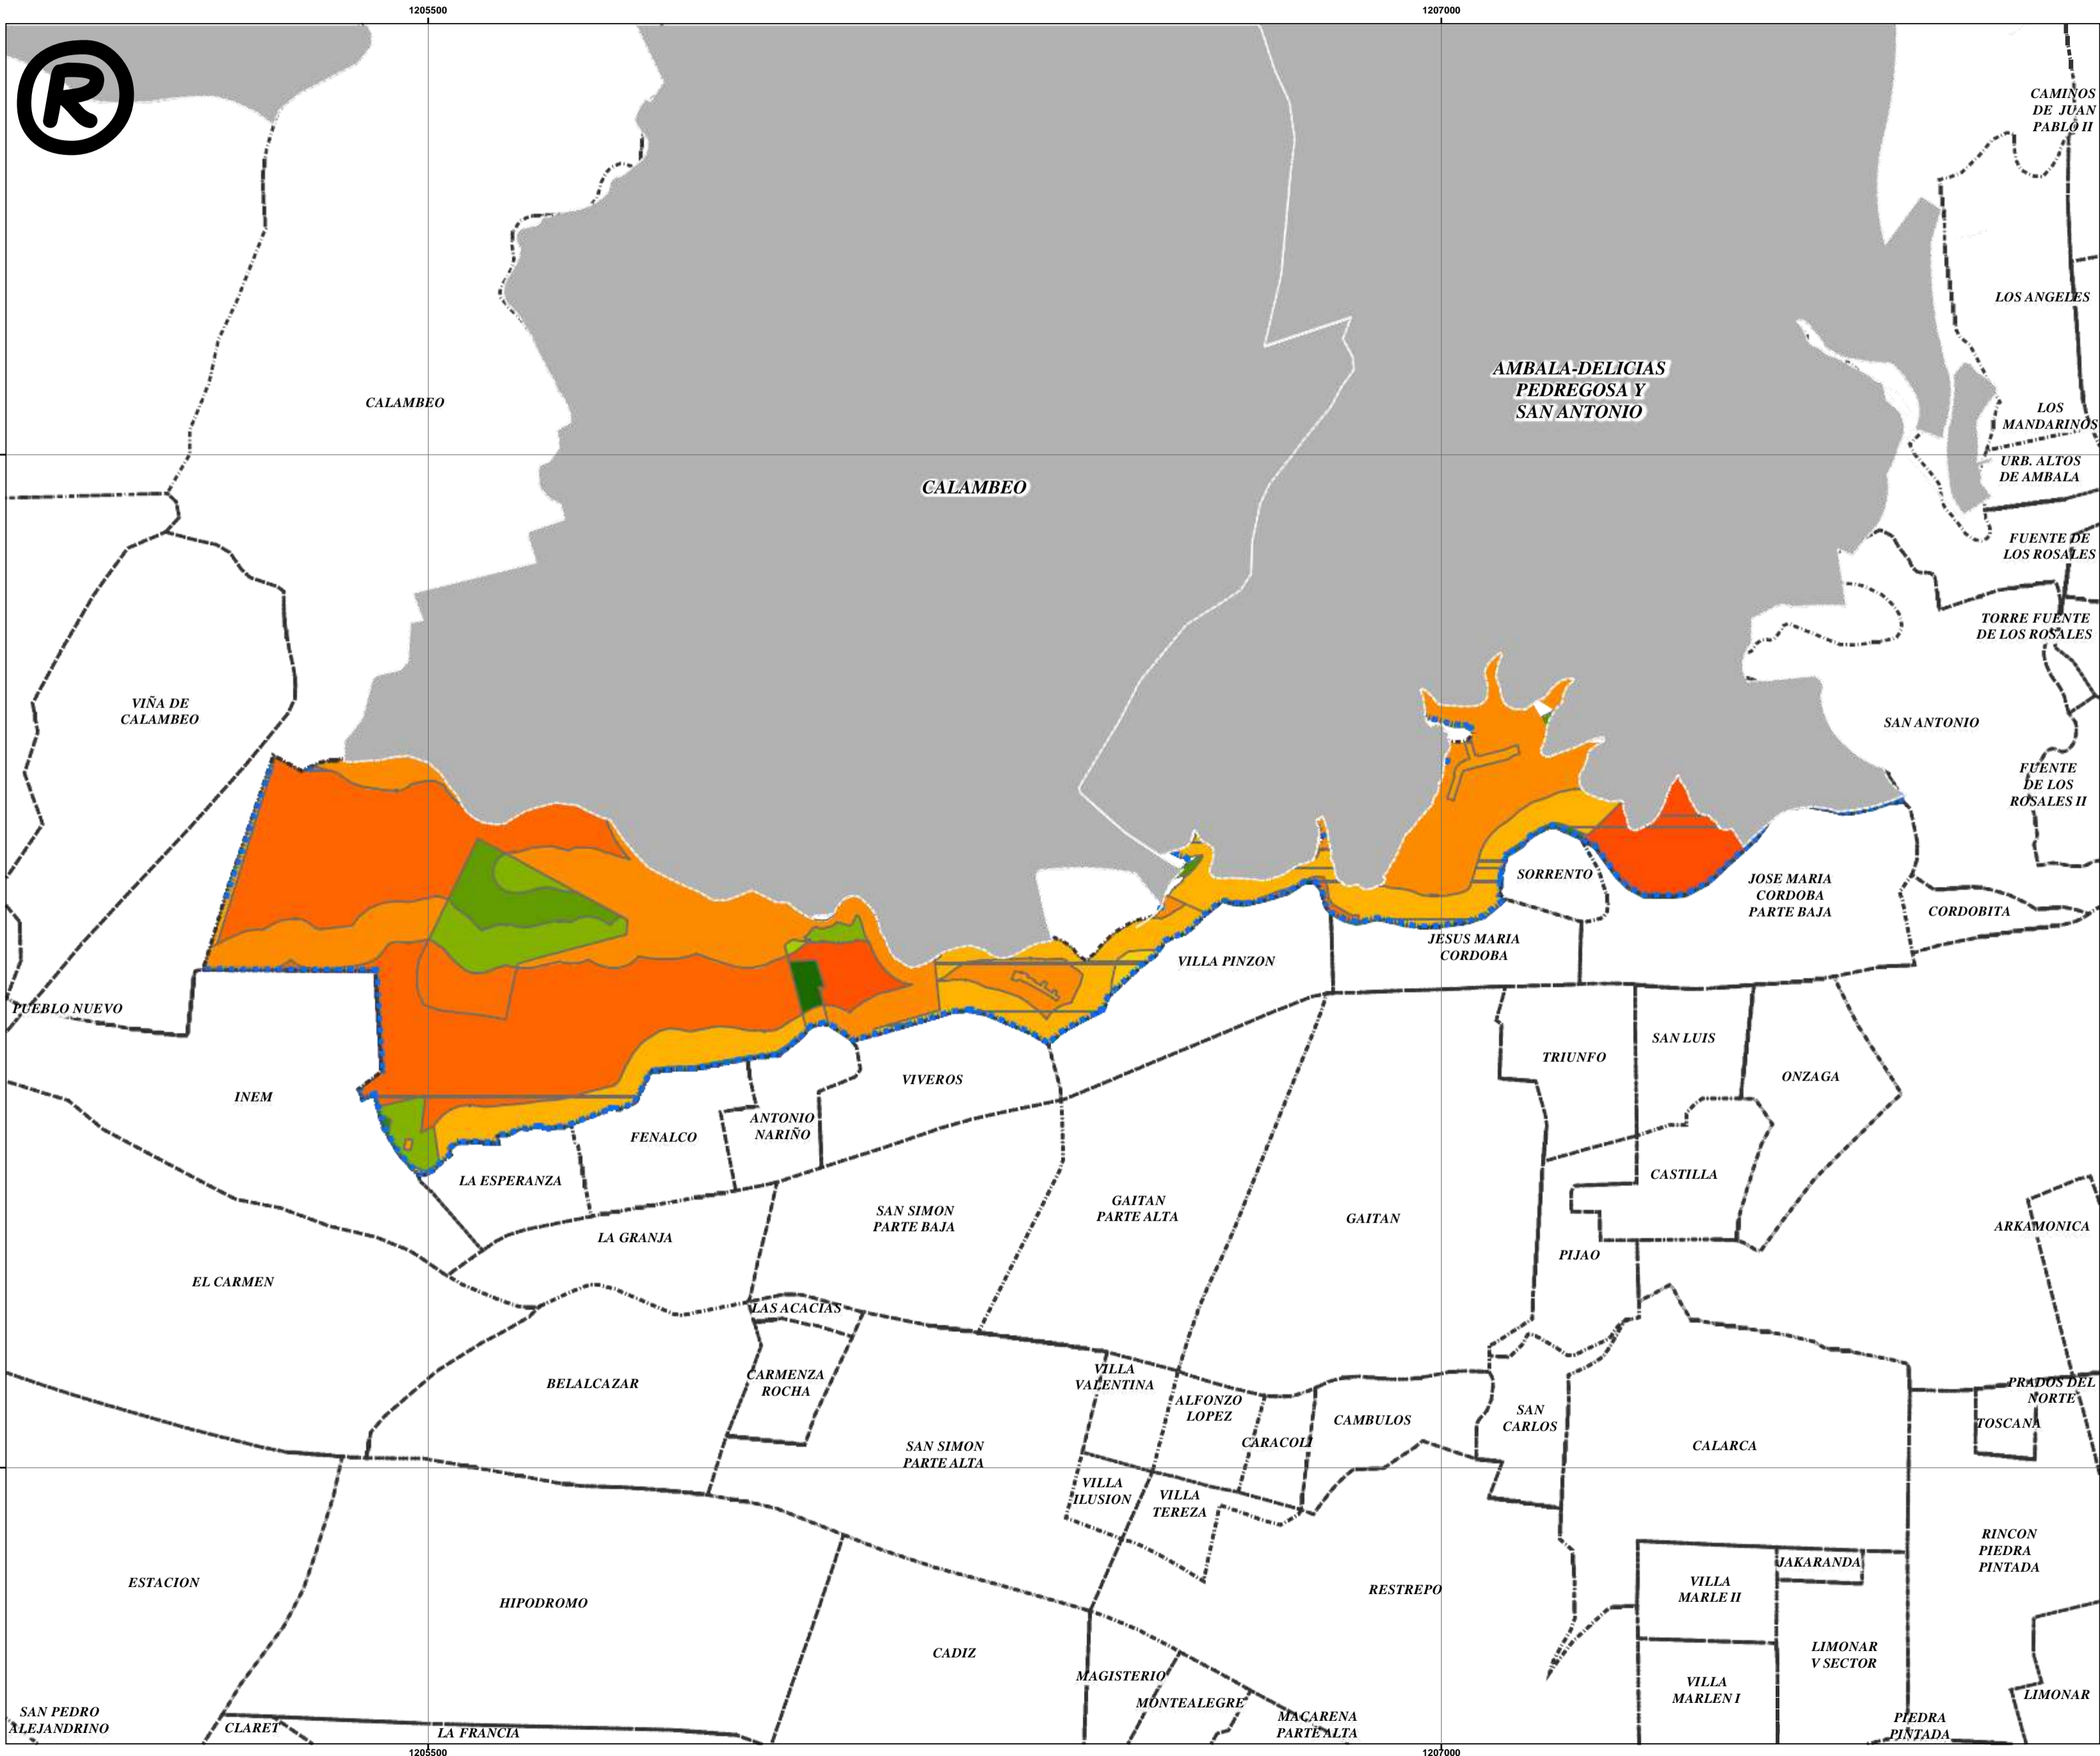 1205500
1207000
®
CAMINOS
DE JUAN
PABLO II
LOS ANGELES
AMBALA-DELICIAS
PEDREGOSA Y
SAN ANTONIO
CALAMBEO
LOS
MANDARINOS
URB. ALTOS
DE AMBALA
CALAMBEO
FUENTE DE
LOS ROSALES
TORRE FUENTE
DE LOS ROSALES
VIÑA DE
CALAMBEO
SAN ANTONIO
FUENTE
DE LOS
ROSALES II
SORRENTO
JOSE MARIA
CORDOBA
PARTE BAJA
CORDOBITA
JESUS MARIA
CORDOBA
VILLA PINZON
PUEBLO NUEVO
SAN LUIS
TRIUNFO
ONZAGA
VIVEROS
INEM
ANTONIO
NARIÑO
FENALCO
LA ESPERANZA
CASTILLA
GAITAN
PARTE ALTA
SAN SIMON
PARTE BAJA
GAITAN
ARKAMONICA
LA GRANJA
PIJAO
EL CARMEN
LAS ACACIAS
VILLA
VALENTINA
CARMENZA
ROCHA
BELALCAZAR
PRADOS DEL
NORTE
ALFONZO
LOPEZ
SAN
CARLOS
CAMBULOS
TOSCANA
CARACOLI
CALARCA
SAN SIMON
PARTE ALTA
VILLA
ILUSION
VILLA
TEREZA
RINCON
PIEDRA
PINTADA
JAKARANDA
ESTACION
VILLA
MARLE II
RESTREPO
HIPODROMO
CADIZ
LIMONAR
V SECTOR
MAGISTERIO
VILLA
MARLEN I
LIMONAR
MONTEALEGRE
SAN PEDRO
ALEJANDRINO
CLARET
LA FRANCIA
MACARENA
PARTE ALTA
PIEDRA
PINTADA
1205500
1207000